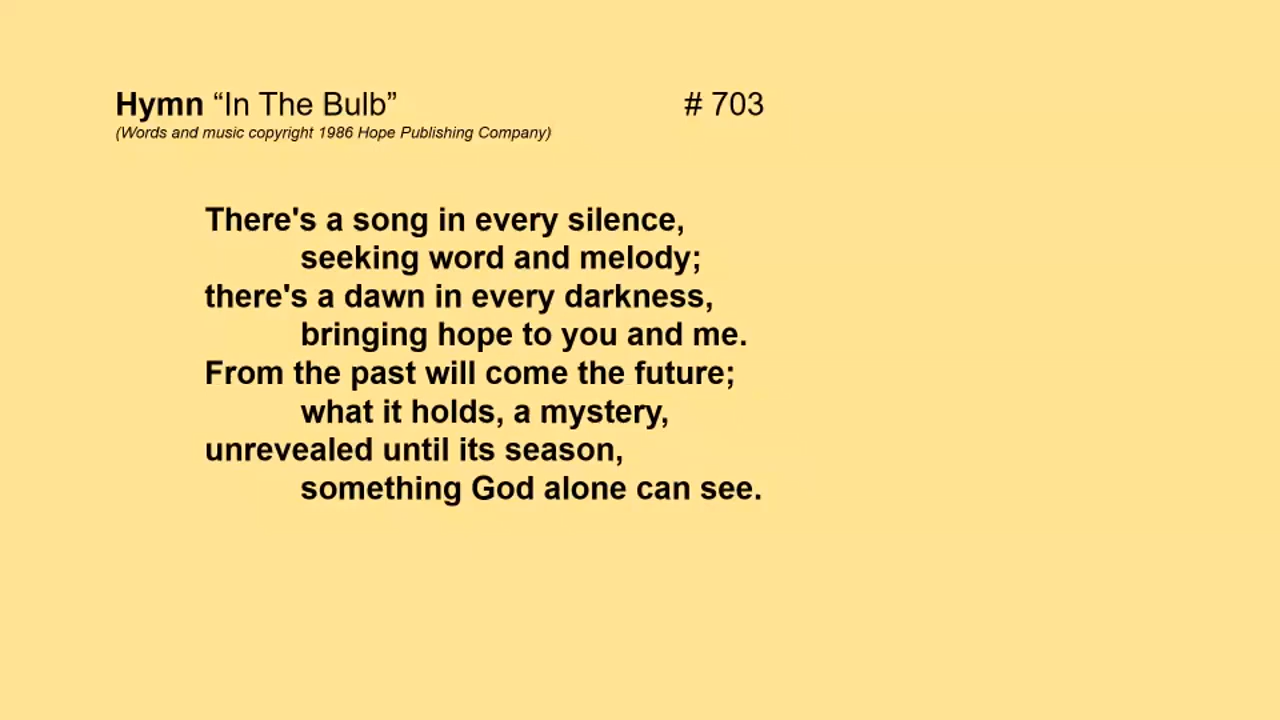 Hymn “In The Bulb” # 703
(Words and music copyright 1986 Hope Publishing Company)
There's a song in every silence,
seeking word and melody;
there's a dawn in every darkness,
bringing hope to you and me.
From the past will come the future;
what it holds, a mystery,
unrevealed until its season,
something God alone can see.